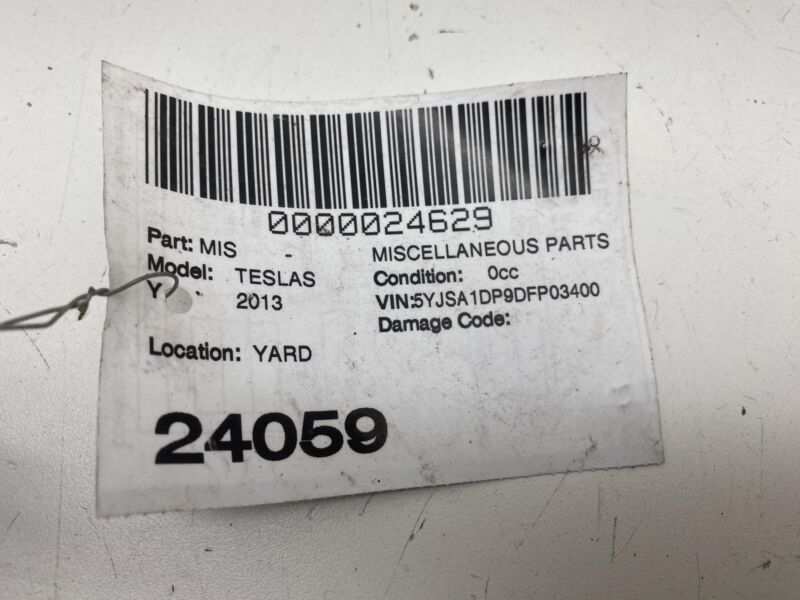 0000024629
Part: MIS - MISCELLANEOUS PARTS
Model: TESLAS Condition: 0cc
Y 2013 VIN:5YJSA1DP9DFP03400
Damage Code:
Location: YARD
24059